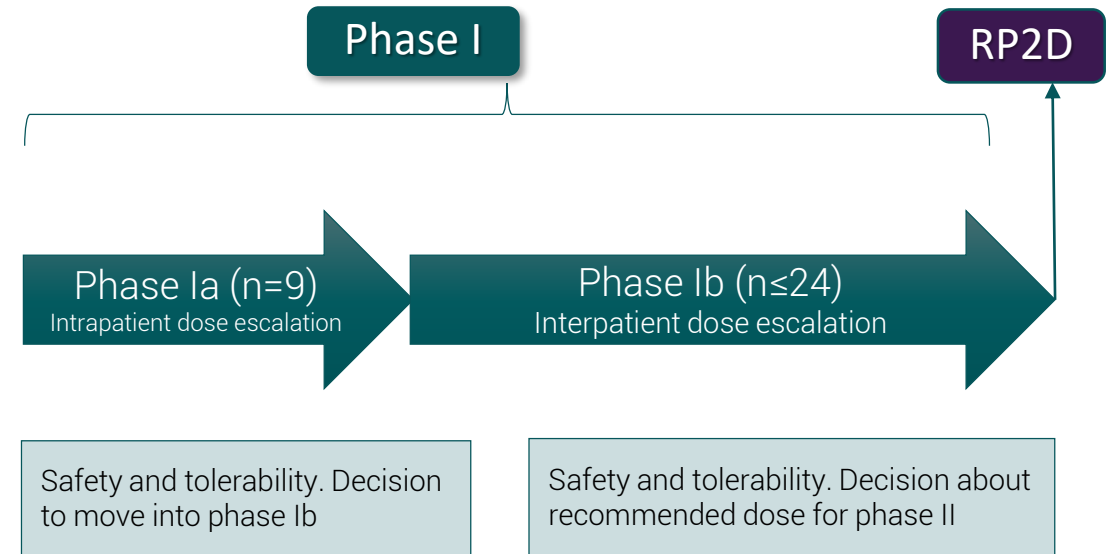 Phase I
RP2D
Phase Ia (n=9)
Intrapatient dose escalation
Phase Ib (n≤24)
Interpatient dose escalation
Safety and tolerability. Decision
to move into phase Ib
Safety and tolerability. Decision about
recommended dose for phase II